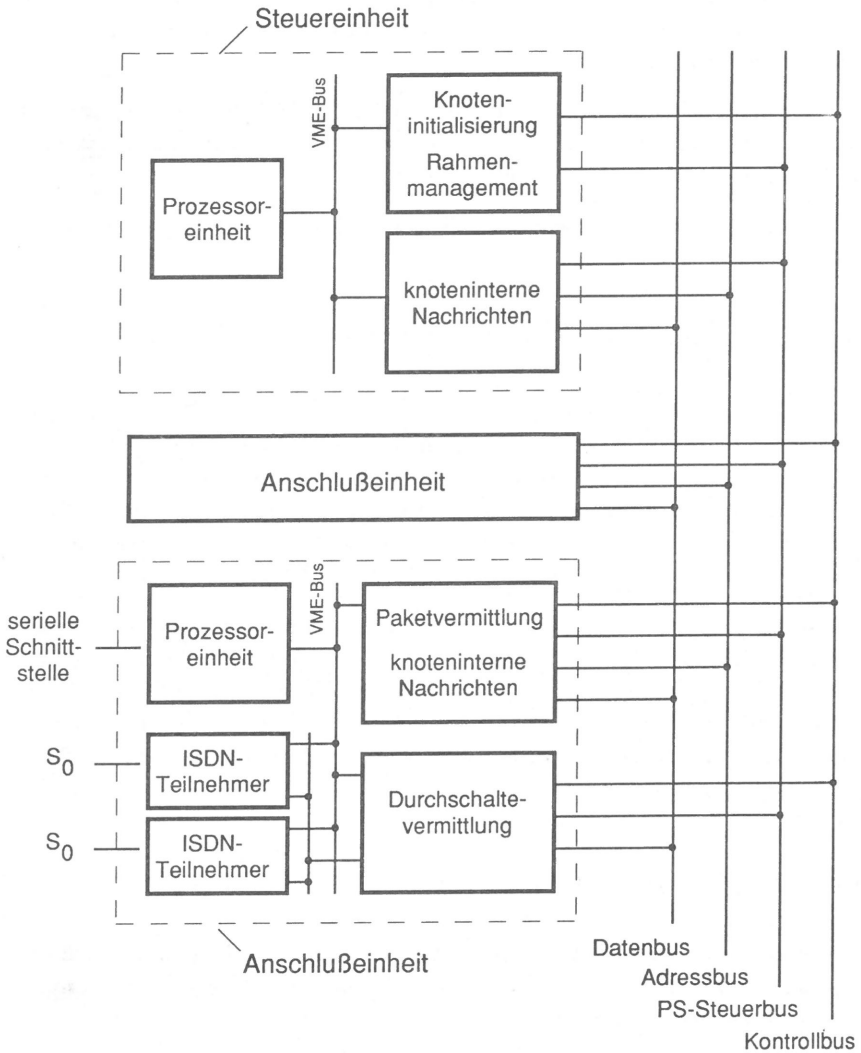 Steuereinheit
VME-Bus
Knoten-
initialisierung
Rahmen-
management
Prozessor-
einheit
knoteninterne
Nachrichten
Anschlußeinheit
VME-Bus
serielle
Schnitt-
stelle
Prozessor-
einheit
Paketvermittlung
knoteninterne
Nachrichten
S0
ISDN-
Teilnehmer
S0
ISDN-
Teilnehmer
Durchschalte-
vermittlung
Anschlußeinheit
Datenbus
Adressbus
PS-Steuerbus
Kontrollbus